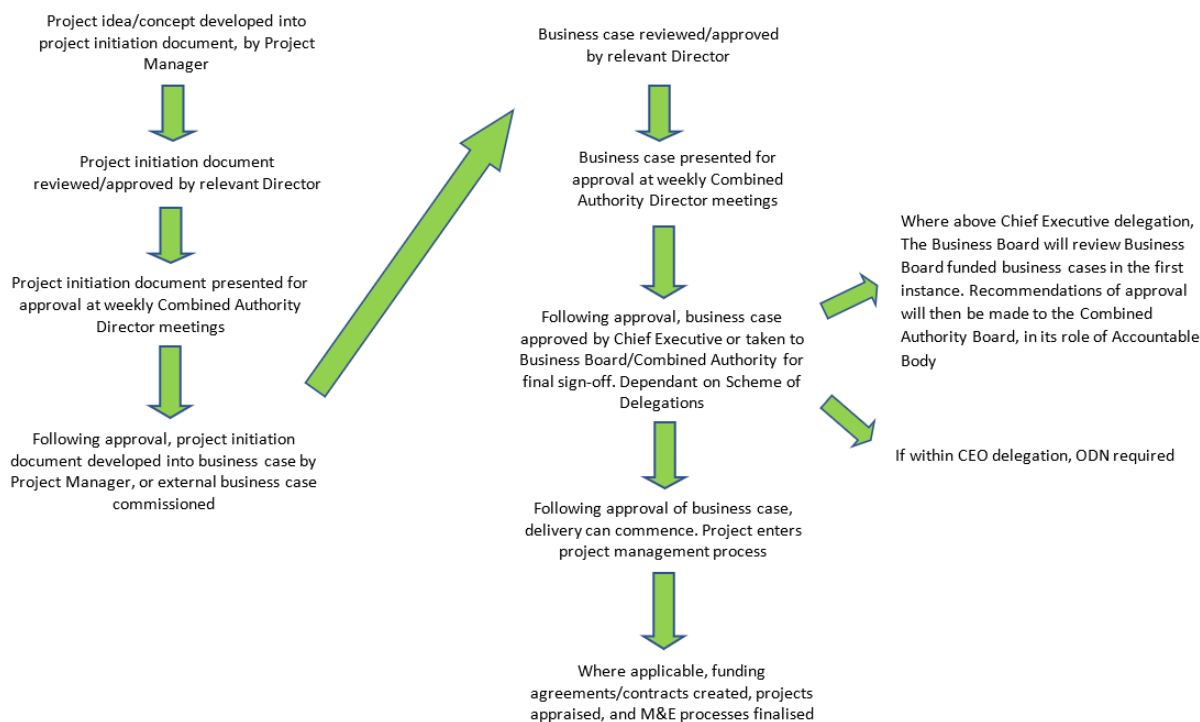 Project idea/concept developed into
project initiation document, by Project
Manager
Project initiation document
reviewed/approved by relevant Director
Project initiation document presented for
approval at weekly Combined Authority
Director meetings
Following approval, project initiation
document developed into business case by
Project Manager, or external business case
commissioned
Business case reviewed/approved
by relevant Director
Business case presented for
approval at weekly Combined
Authority Director meetings
Following approval, business case
approved by Chief Executive or taken to
Business Board/Combined Authority for
final sign-off. Dependant on Scheme of
Delegations
Where above Chief Executive delegation,
The Business Board will review Business
Board funded business cases in the first
instance. Recommendations of approval
will then be made to the Combined
Authority Board, in its role of Accountable
Body
If within CEO delegation, ODN required
Following approval of business case,
delivery can commence. Project enters
project management process
Where applicable, funding
agreements/contracts created, projects
appraised, and M&E processes finalised